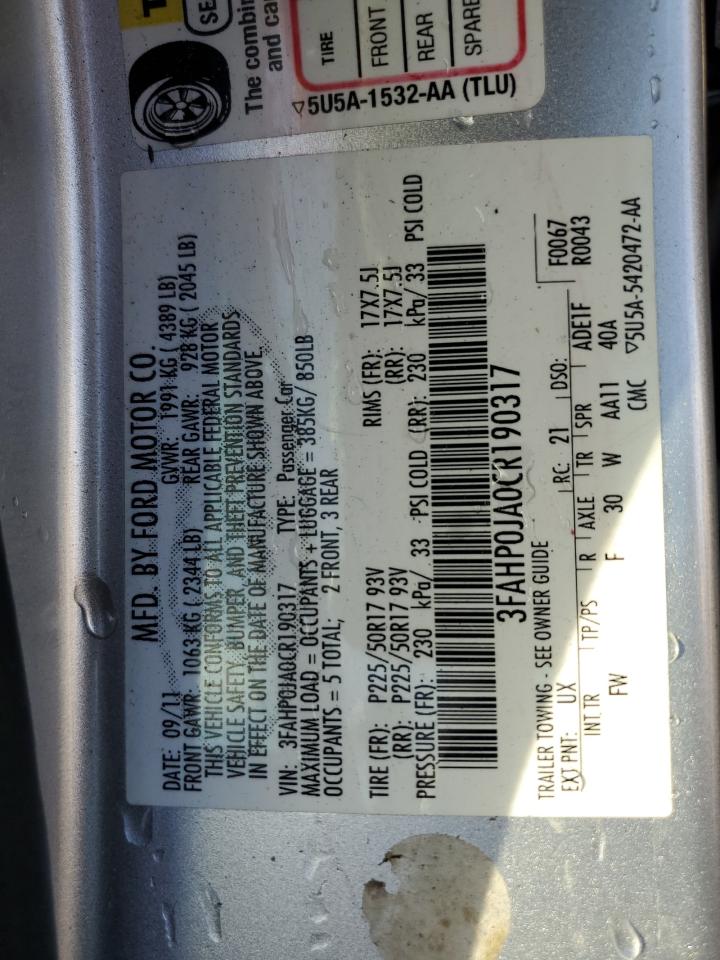 T
SE
The combin
and car
TIRE
FRONT
REAR
SPARE
▽5U5A-1532-AA (TLU)
MFD. BY FORD MOTOR CO.
DATE: 09/11 GVWR: 1991 KG ( 4389 LB)
FRONT GAWR: 1063 KG ( 2344 LB) REAR GAWR: 928 KG ( 2045 LB)
THIS VEHICLE CONFORMS TO ALL APPLICABLE FEDERAL MOTOR
VEHICLE SAFETY, BUMPER, AND THEFT PREVENTION STANDARDS
IN EFFECT ON THE DATE OF MANUFACTURE SHOWN ABOVE.
VIN: 3FAHP0JA0CR190317 TYPE: Passenger Car
MAXIMUM LOAD = OCCUPANTS + LUGGAGE = 385KG/ 850LB
OCCUPANTS = 5 TOTAL; 2 FRONT, 3 REAR
TIRE (FR): P225/50R17 93V RIMS (FR): 17X7.5J
(RR): P225/50R17 93V (RR): 17X7.5J
PRESSURE (FR): 230 kPa/ 33 PSI COLD (RR): 230 kPa/ 33 PSI COLD
3FAHP0JA0CR190317
TRAILER TOWING - SEE OWNER GUIDE F0067
EXT PNT: UX RC: 21 DSO: R0043
INT TR TP/PS R AXLE TR SPR ADE1F
FW F 30 W AA11 40A
CMC ▽5U5A-5420472-AA